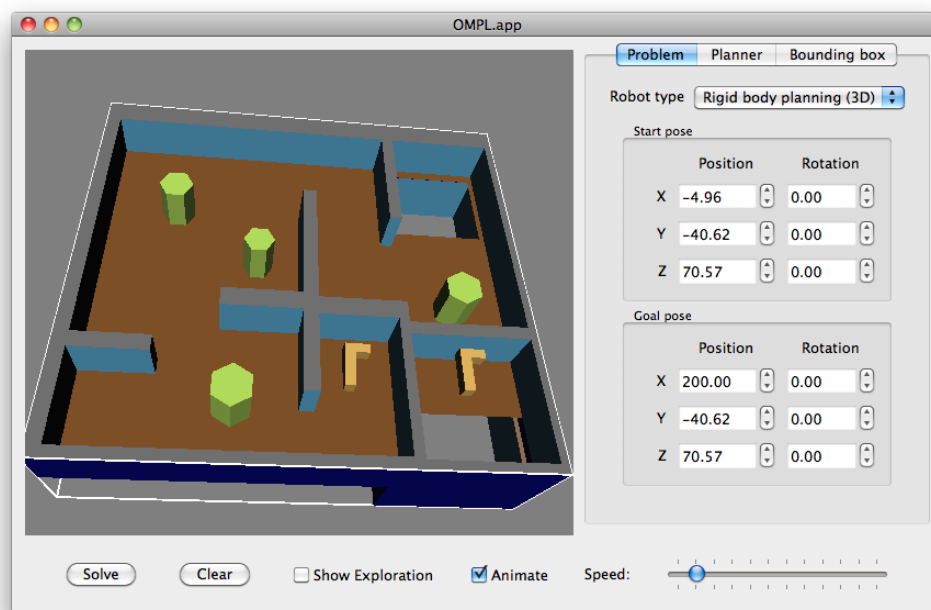 OMPL.app
Problem Planner Bounding box
Robot type Rigid body planning (3D)
Start pose
Position Rotation
X -4.96 0.00
Y -40.62 0.00
Z 70.57 0.00
Goal pose
Position Rotation
X 200.00 0.00
Y -40.62 0.00
Z 70.57 0.00
Solve Clear Show Exploration Animate Speed: